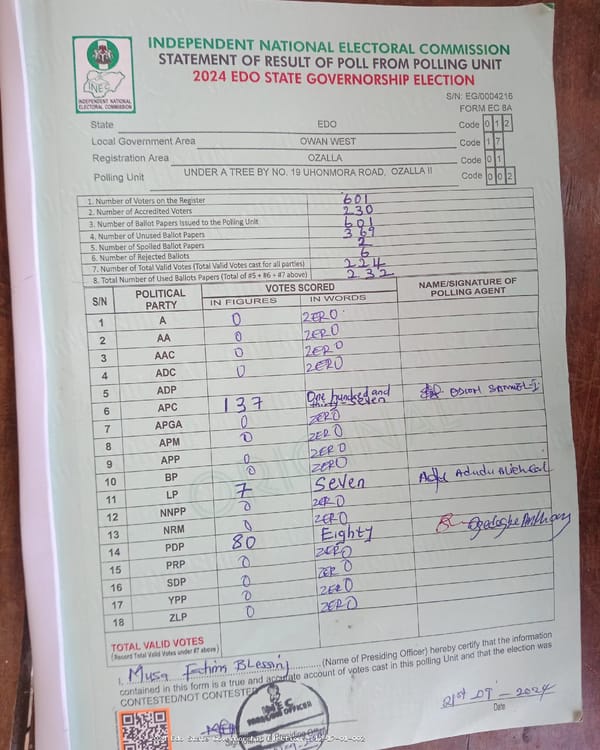 INDEPENDENT NATIONAL ELECTORAL COMMISSION
STATEMENT OF RESULT OF POLL FROM POLLING UNIT
2024 EDO STATE GOVERNORSHIP ELECTION
INEC
INDEPENDENT NATIONAL ELECTORAL COMMISSION
S/N: EG/0004216
FORM EC 8A
State EDO Code 0 1 2
Local Government Area OWAN WEST Code 1 7
Registration Area OZALLA Code 0 1
Polling Unit UNDER A TREE BY NO. 19 UHONMORA ROAD, OZALLA II Code 0 0 2
1. Number of Voters on the Register 601
2. Number of Accredited Voters 230
3. Number of Ballot Papers Issued to the Polling Unit 601
4. Number of Unused Ballot Papers 369
5. Number of Spoiled Ballot Papers 2
6. Number of Rejected Ballots 6
7. Number of Total Valid Votes (Total Valid Votes cast for all parties) 224
8. Total Number of Used Ballots Papers (Total of #5 + #6 + #7 above) 232
S/N POLITICAL PARTY VOTES SCORED NAME/SIGNATURE OF POLLING AGENT
IN FIGURES IN WORDS
1 A 0 ZERO
2 AA 0 ZERO
3 AAC 0 ZERO
4 ADC 0 ZERO
5 ADP
6 APC 137 One hundred and thirty-seven
7 APGA 0 ZERO
8 APM 0 ZERO
9 APP 0 ZERO
10 BP 0 ZERO
11 LP 7 Seven
12 NNPP 0 ZERO
13 NRM 0 ZERO
14 PDP 80 Eighty
15 PRP 0 ZERO
16 SDP 0 ZERO
17 YPP 0 ZERO
18 ZLP 0 ZERO
ORIGINAL
TOTAL VALID VOTES
(Record Total Valid Votes under #7 above)
I, Musa Fatima Blessing (Name of Presiding Officer) hereby certify that the information
contained in this form is a true and accurate account of votes cast in this polling Unit and that the election was
CONTESTED/NOT CONTESTED
INEC
PRESIDING OFFICER
Date